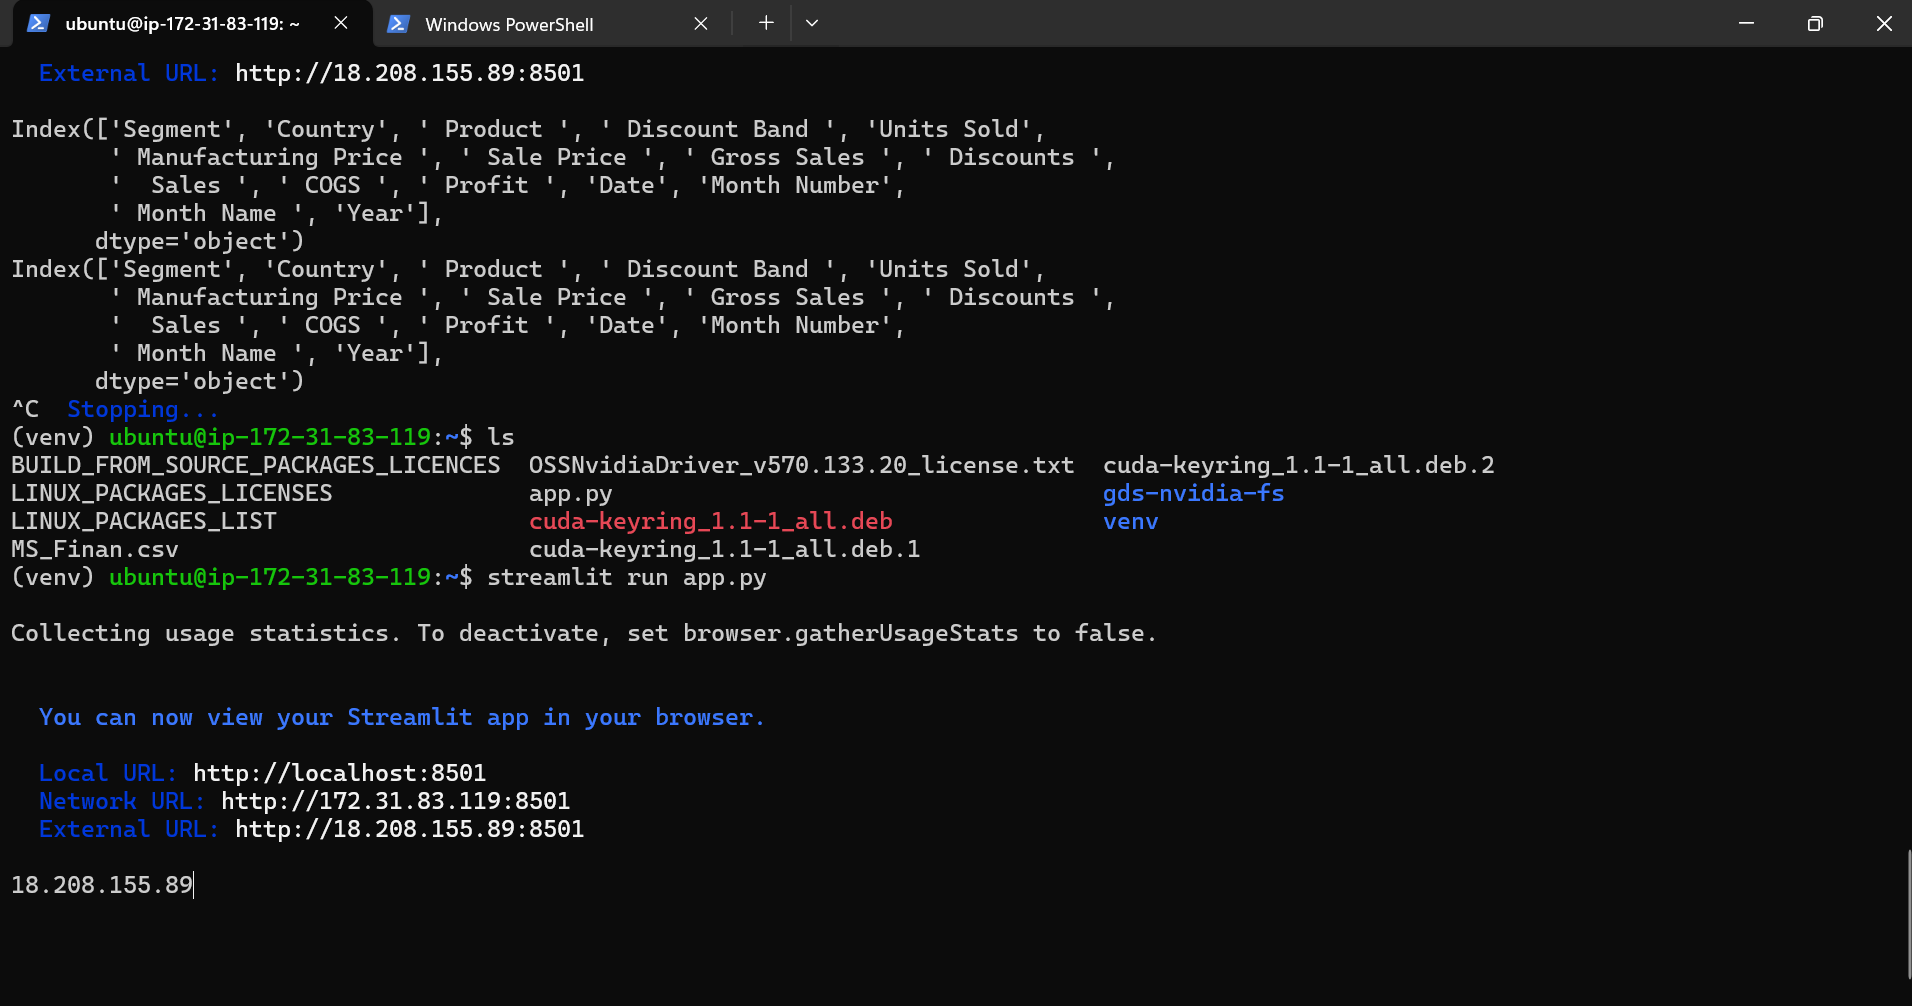 ubuntu@ip-172-31-83-119: ~
Windows PowerShell
External URL: http://18.208.155.89:8501
Index(['Segment', 'Country', ' Product ', ' Discount Band ', 'Units Sold',
' Manufacturing Price ', ' Sale Price ', ' Gross Sales ', ' Discounts ',
'  Sales ', ' COGS ', ' Profit ', 'Date', 'Month Number',
' Month Name ', 'Year'],
dtype='object')
Index(['Segment', 'Country', ' Product ', ' Discount Band ', 'Units Sold',
' Manufacturing Price ', ' Sale Price ', ' Gross Sales ', ' Discounts ',
'  Sales ', ' COGS ', ' Profit ', 'Date', 'Month Number',
' Month Name ', 'Year'],
dtype='object')
^C  Stopping...
(venv) ubuntu@ip-172-31-83-119:~$ ls
BUILD_FROM_SOURCE_PACKAGES_LICENCES  OSSNvidiaDriver_v570.133.20_license.txt  cuda-keyring_1.1-1_all.deb.2
LINUX_PACKAGES_LICENSES  app.py  gds-nvidia-fs
LINUX_PACKAGES_LIST  cuda-keyring_1.1-1_all.deb  venv
MS_Finan.csv  cuda-keyring_1.1-1_all.deb.1
(venv) ubuntu@ip-172-31-83-119:~$ streamlit run app.py
Collecting usage statistics. To deactivate, set browser.gatherUsageStats to false.
You can now view your Streamlit app in your browser.
Local URL: http://localhost:8501
Network URL: http://172.31.83.119:8501
External URL: http://18.208.155.89:8501
18.208.155.89